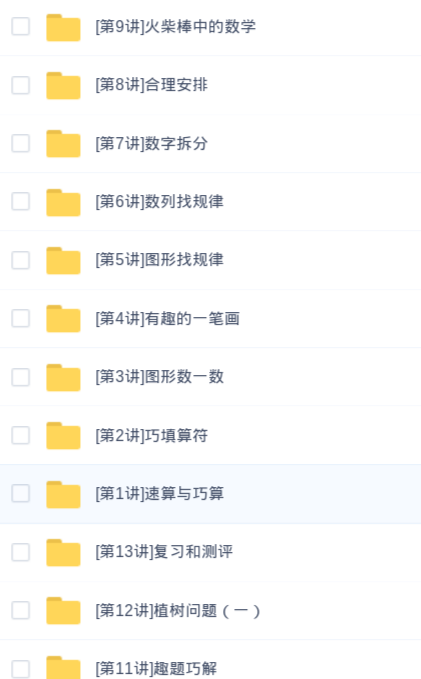 [第9讲]火柴棒中的数学
[第8讲]合理安排
[第7讲]数字拆分
[第6讲]数列找规律
[第5讲]图形找规律
[第4讲]有趣的一笔画
[第3讲]图形数一数
[第2讲]巧填算符
[第1讲]速算与巧算
[第13讲]复习和测评
[第12讲]植树问题（一）
[第11讲]趣题巧解